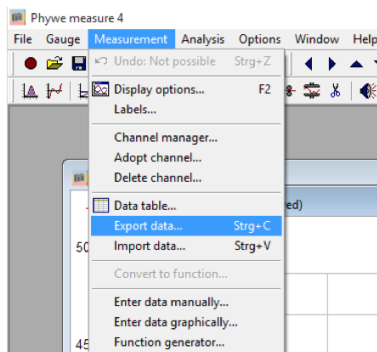 Phywe measure 4
File Gauge Measurement Analysis Options Window Help
Undo: Not possible Strg+Z
Display options... F2
Labels...
Channel manager...
Adopt channel...
Delete channel...
Data table...
ed)
Export data... Strg+C
Import data... Strg+V
50
Convert to function...
Enter data manually...
Enter data graphically...
Function generator...
45